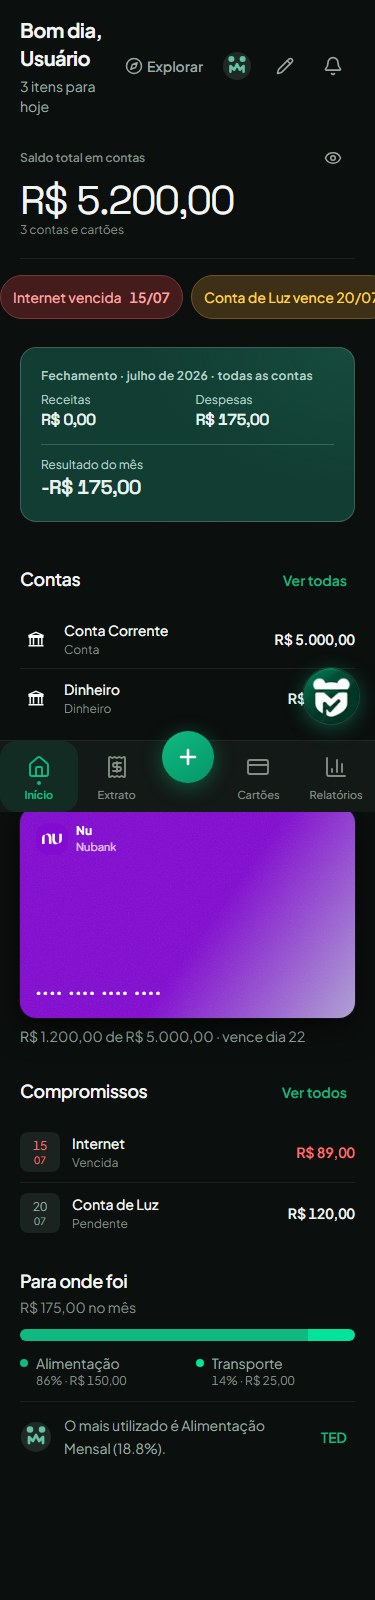 Bom dia,
Usuário
3 itens para
hoje
Explorar
Saldo total em contas
R$ 5.200,00
3 contas e cartões
Internet vencida 15/07
Conta de Luz vence 20/07
Fechamento · julho de 2026 · todas as contas
Receitas Despesas
R$ 0,00 R$ 175,00
Resultado do mês
-R$ 175,00
Contas Ver todas
Conta Corrente
Conta
R$ 5.000,00
Dinheiro
Dinheiro
R$
Início Extrato Cartões Relatórios
nu
Nu
Nubank
•••• •••• •••• ••••
R$ 1.200,00 de R$ 5.000,00 · vence dia 22
Compromissos Ver todos
15
07
Internet
Vencida
R$ 89,00
20
07
Conta de Luz
Pendente
R$ 120,00
Para onde foi
R$ 175,00 no mês
Alimentação Transporte
86% · R$ 150,00 14% · R$ 25,00
O mais utilizado é Alimentação
Mensal (18.8%).
TED